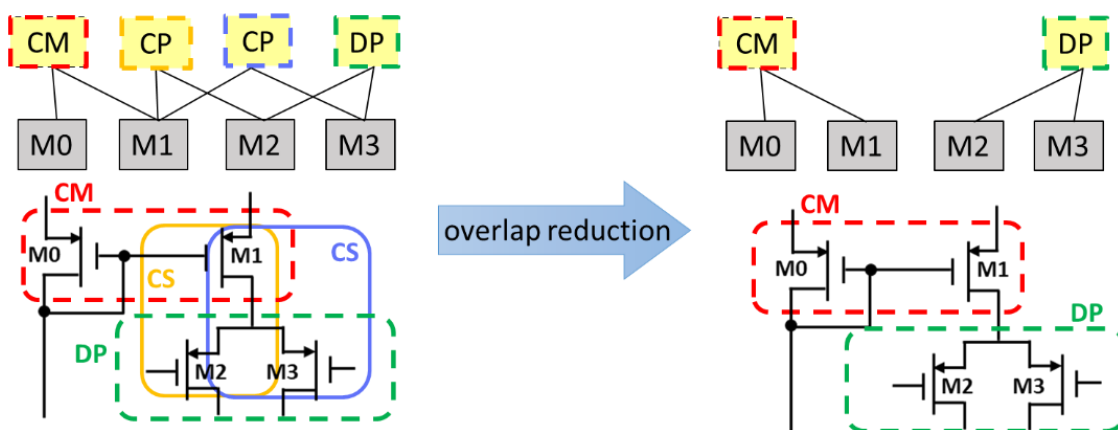 CM CP CP DP
M0 M1 M2 M3
CM
M0 M1
CS CS
DP
M2 M3
overlap reduction
CM DP
M0 M1 M2 M3
CM
M0 M1
DP
M2 M3